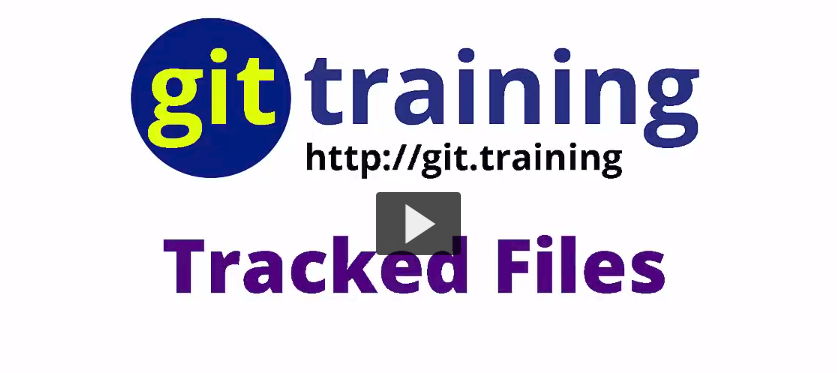 git training
http://git.training
Tracked Files